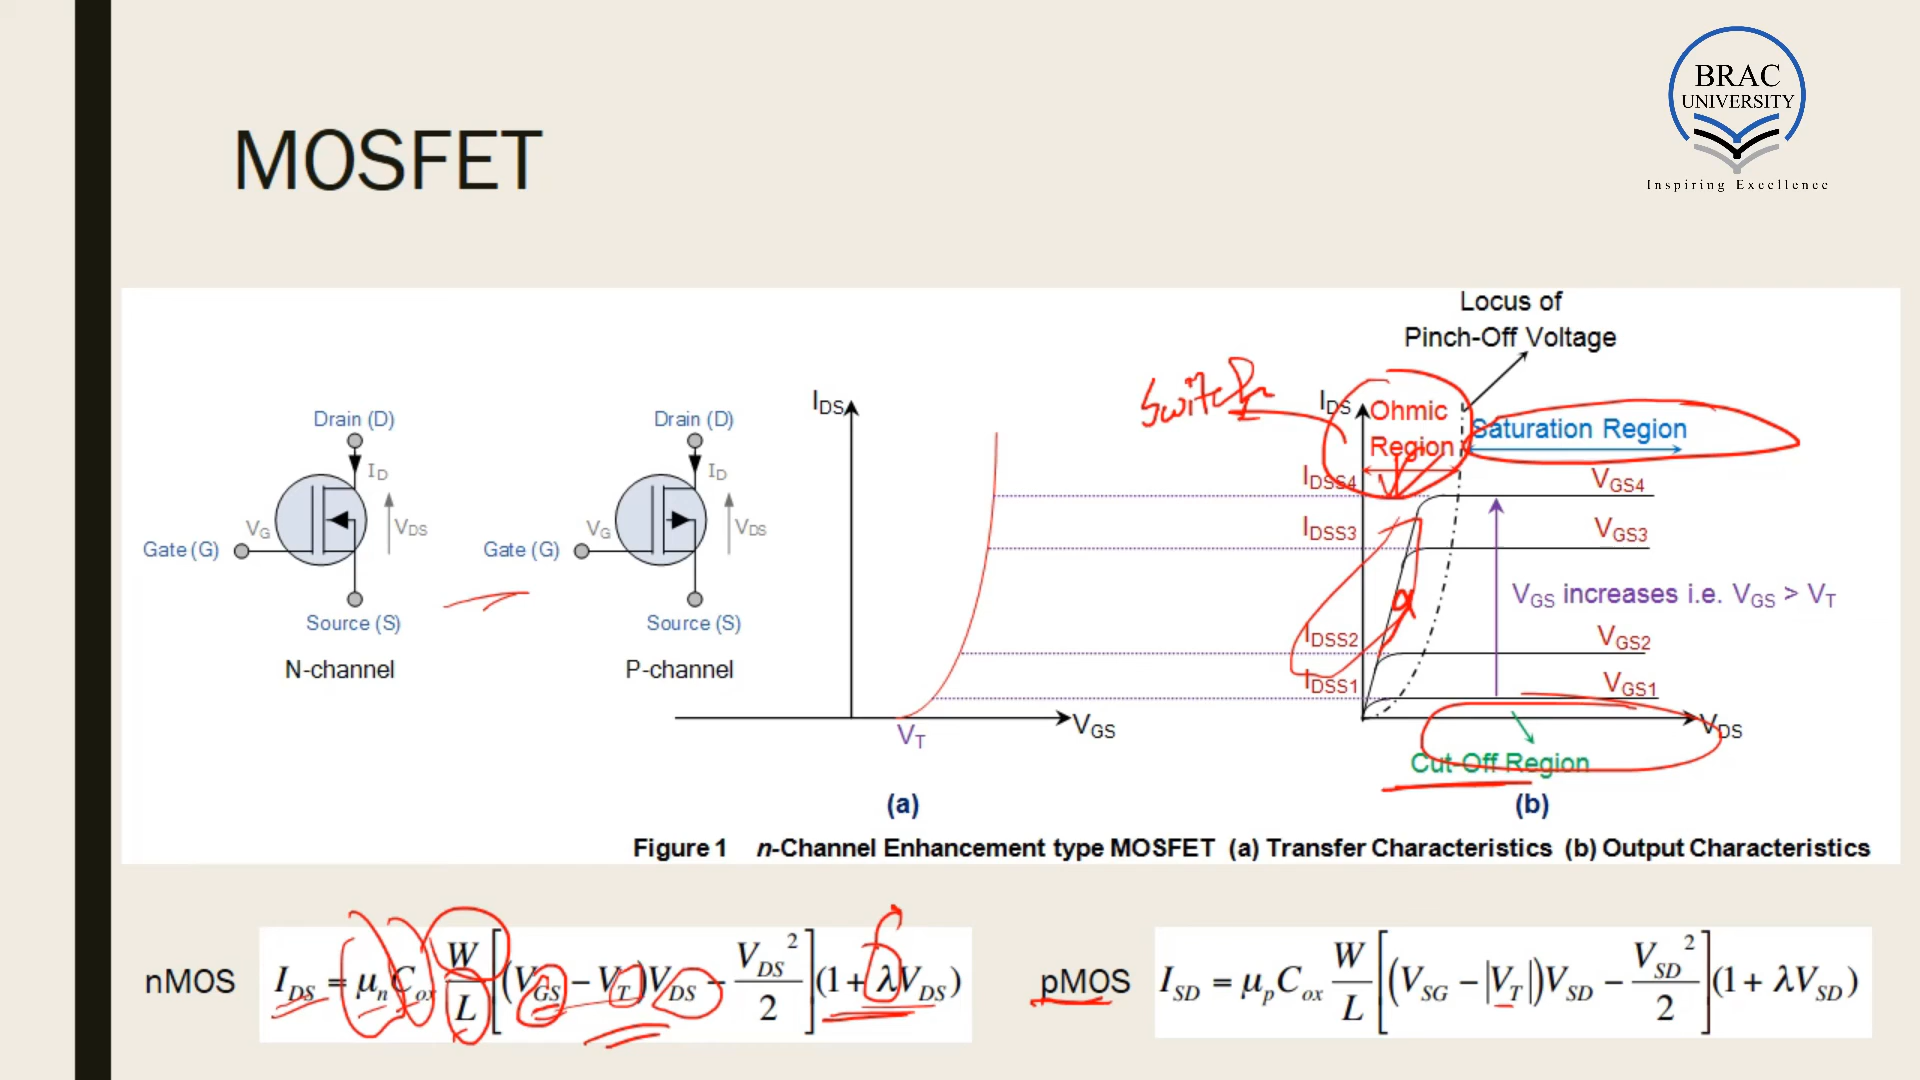 BRAC
UNIVERSITY
Inspiring Excellence
MOSFET
Drain (D)
I_D
V_G
V_DS
Gate (G)
Source (S)
N-channel
Drain (D)
I_D
V_G
V_DS
Gate (G)
Source (S)
P-channel
I_DS
V_T
V_GS
(a)
Locus of
Pinch-Off Voltage
Switch
I_DS
Ohmic
Region
Saturation Region
I_DSS4
V_GS4
I_DSS3
V_GS3
V_GS increases i.e. V_GS > V_T
I_DSS2
V_GS2
I_DSS1
V_GS1
V_DS
Cut-Off Region
(b)
Figure 1 n-Channel Enhancement type MOSFET (a) Transfer Characteristics (b) Output Characteristics
nMOS I_DS = μ_n C_ox W/L [(V_GS − V_T)V_DS − V_DS²/2](1 + λV_DS)
pMOS I_SD = μ_p C_ox W/L [(V_SG − |V_T|)V_SD − V_SD²/2](1 + λV_SD)